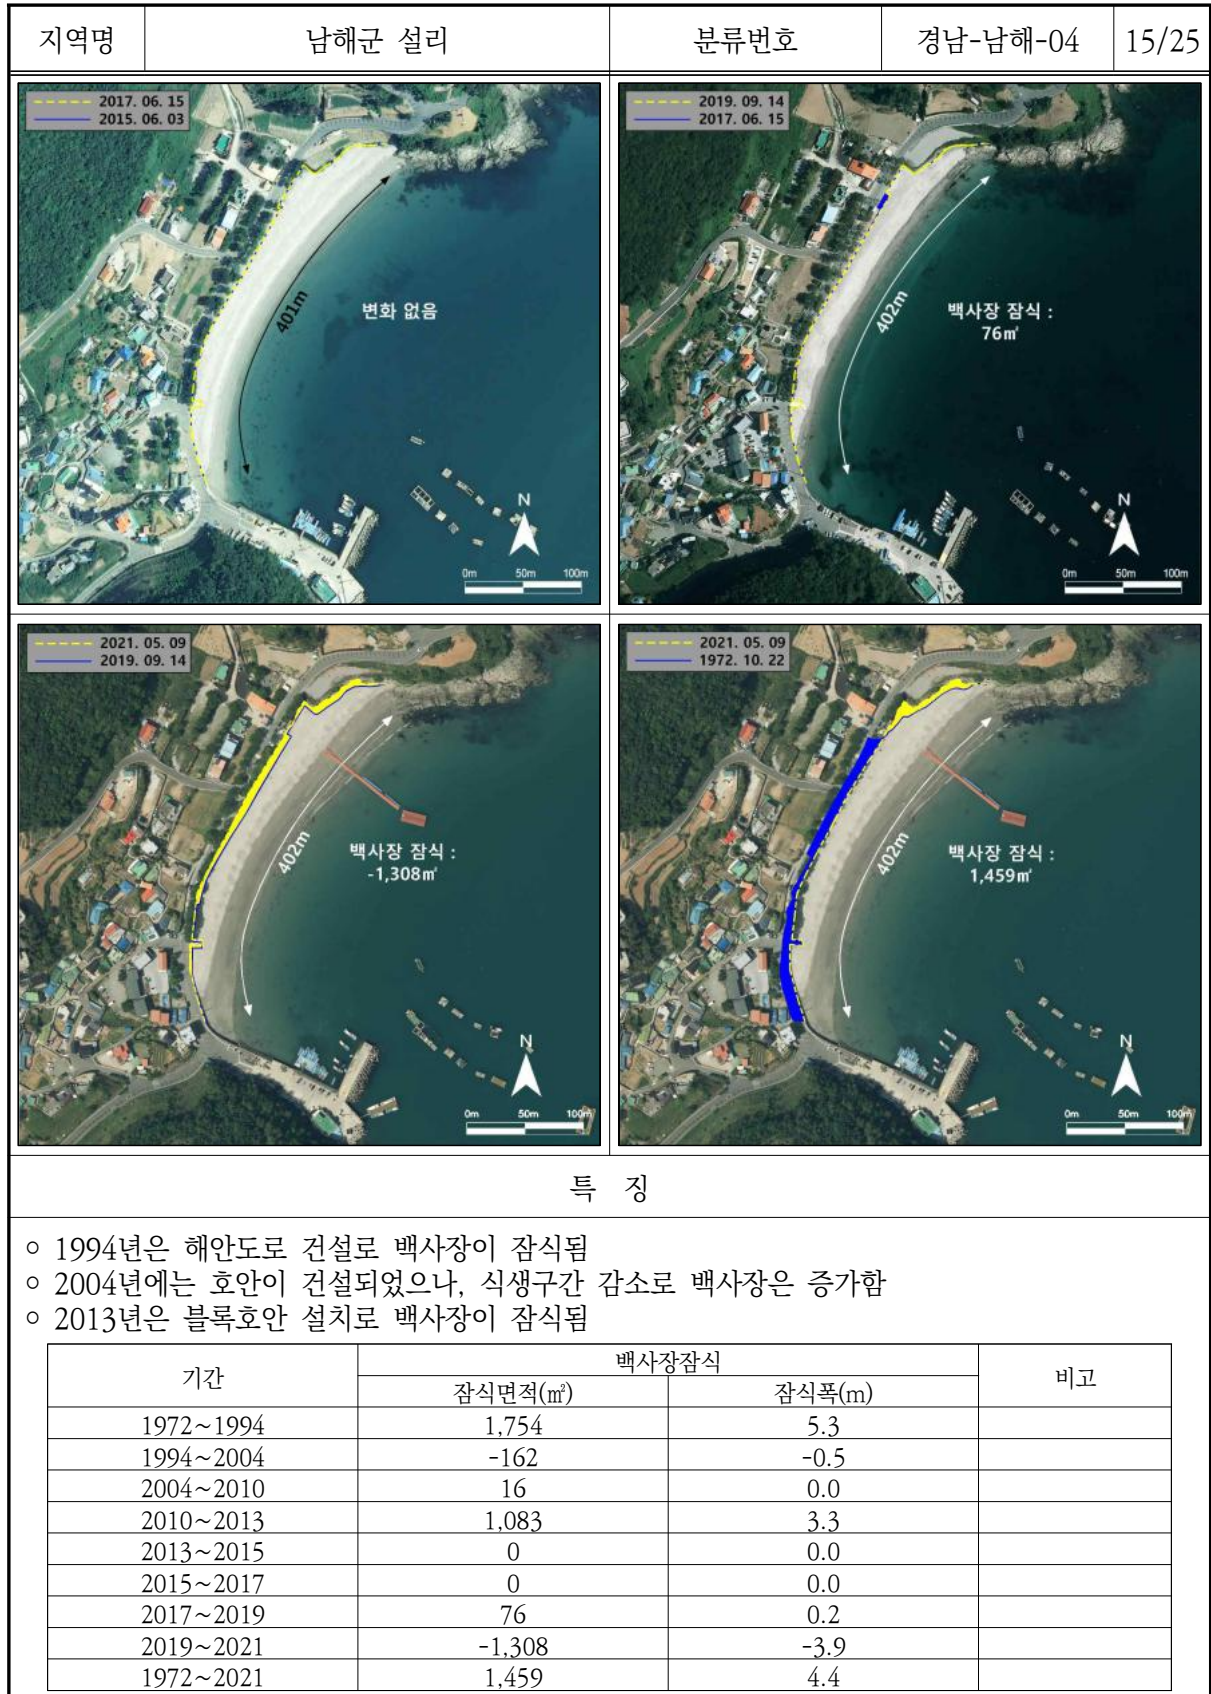 지역명 남해군 설리 분류번호 경남-남해-04 15/25
2017. 06. 15
2015. 06. 03
401m
변화 없음
N
0m 50m 100m
2019. 09. 14
2017. 06. 15
402m
백사장 잠식 :
76㎡
N
0m 50m 100m
2021. 05. 09
2019. 09. 14
402m
백사장 잠식 :
-1,308㎡
N
0m 50m 100m
2021. 05. 09
1972. 10. 22
402m
백사장 잠식 :
1,459㎡
N
0m 50m 100m
특 징
○ 1994년은 해안도로 건설로 백사장이 잠식됨
○ 2004년에는 호안이 건설되었으나, 식생구간 감소로 백사장은 증가함
○ 2013년은 블록호안 설치로 백사장이 잠식됨
기간 백사장잠식 비고
잠식면적(㎡) 잠식폭(m)
1972~1994 1,754 5.3
1994~2004 -162 -0.5
2004~2010 16 0.0
2010~2013 1,083 3.3
2013~2015 0 0.0
2015~2017 0 0.0
2017~2019 76 0.2
2019~2021 -1,308 -3.9
1972~2021 1,459 4.4